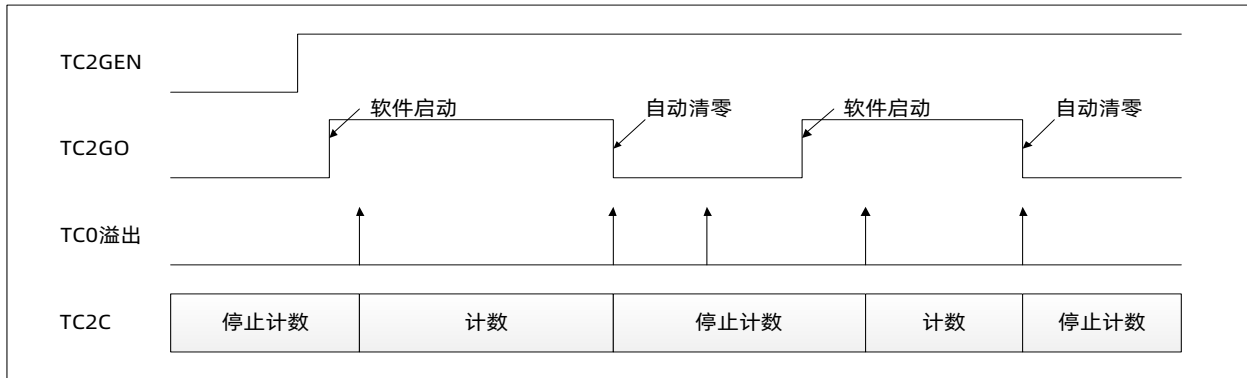 TC2GEN
软件启动 自动清零 软件启动 自动清零
TC2GO
TC0溢出
TC2C 停止计数 计数 停止计数 计数 停止计数